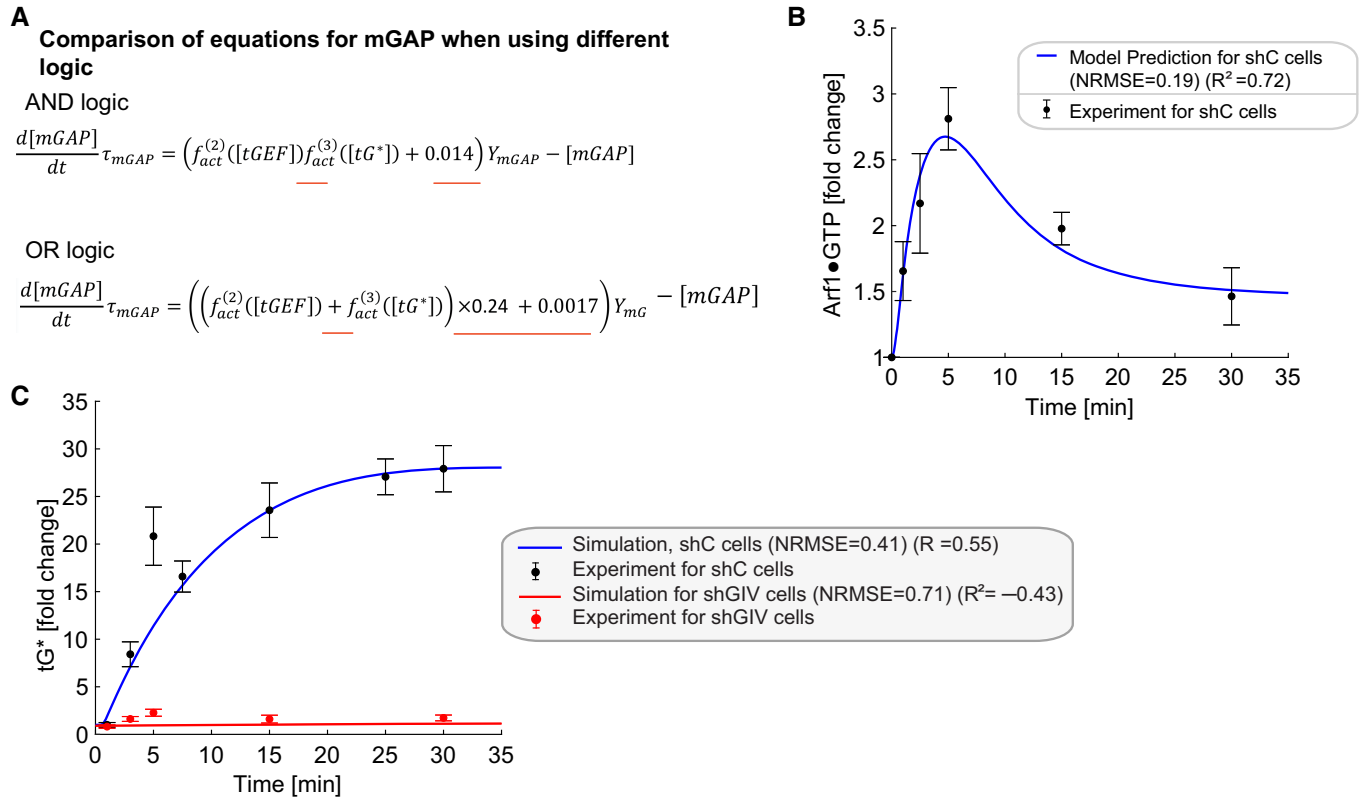 A
Comparison of equations for mGAP when using different
logic
AND logic
d[mGAP]/dt τ_mGAP = (f_act^(2)([tGEF])f_act^(3)([tG*]) + 0.014) Y_mGAP − [mGAP]
OR logic
d[mGAP]/dt τ_mGAP = ((f_act^(2)([tGEF]) + f_act^(3)([tG*])) ×0.24 + 0.0017) Y_mG − [mGAP]
B
3.5
3
2.5
2
1.5
1
0 5 10 15 20 25 30 35
Arf1●GTP [fold change]
Time [min]
Model Prediction for shC cells
(NRMSE=0.19) (R²=0.72)
Experiment for shC cells
C
35
30
25
20
15
10
5
0
0 5 10 15 20 25 30 35
tG* [fold change]
Time [min]
Simulation, shC cells (NRMSE=0.41) (R =0.55)
Experiment for shC cells
Simulation for shGIV cells (NRMSE=0.71) (R²= −0.43)
Experiment for shGIV cells